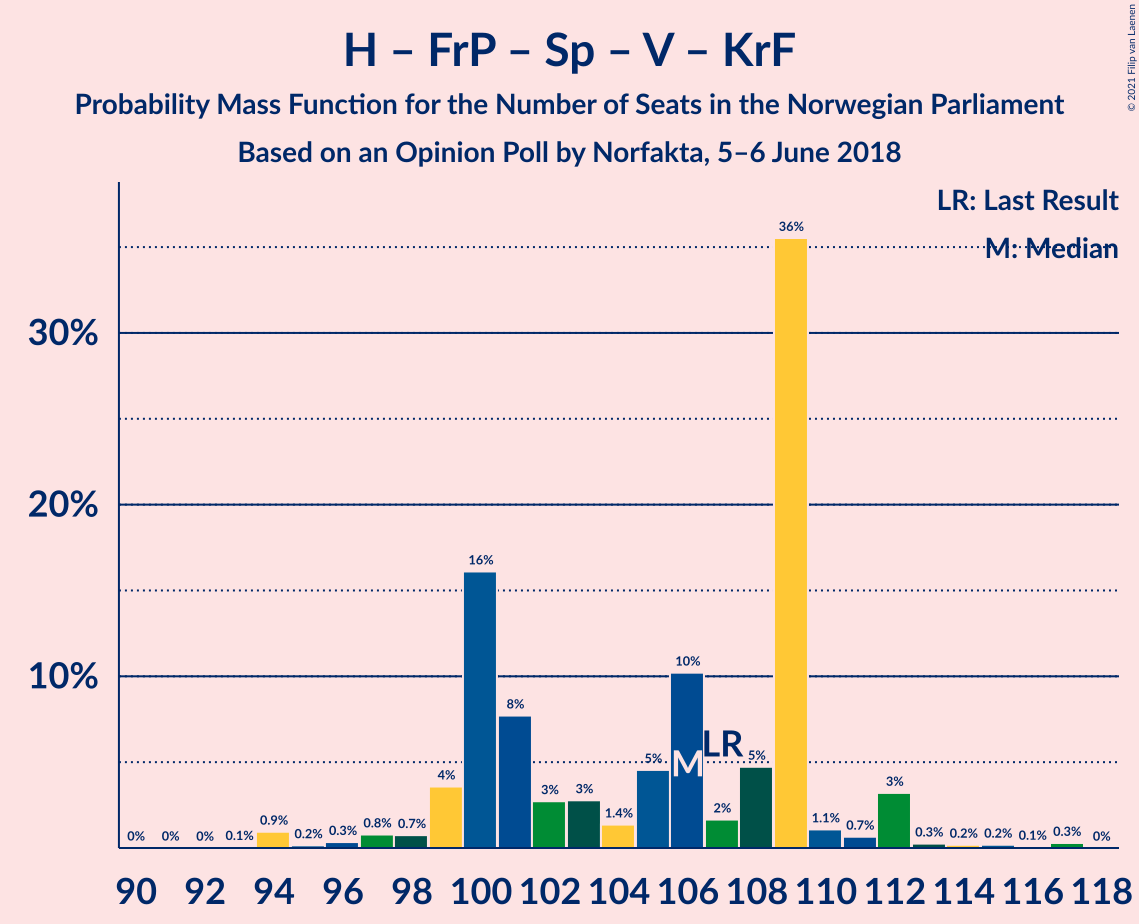 H – FrP – Sp – V – KrF
Probability Mass Function for the Number of Seats in the Norwegian Parliament
Based on an Opinion Poll by Norfakta, 5–6 June 2018
© 2021 Filip van Laenen
LR: Last Result
M: Median
30%
20%
10%
0% 0% 0% 0.1% 0.9% 0.2% 0.3% 0.8% 0.7% 4% 16% 8% 3% 3% 1.4% 5% 10% 2% 5% 36% 1.1% 0.7% 3% 0.3% 0.2% 0.2% 0.1% 0.3% 0%
M LR
90 92 94 96 98 100 102 104 106 108 110 112 114 116 118